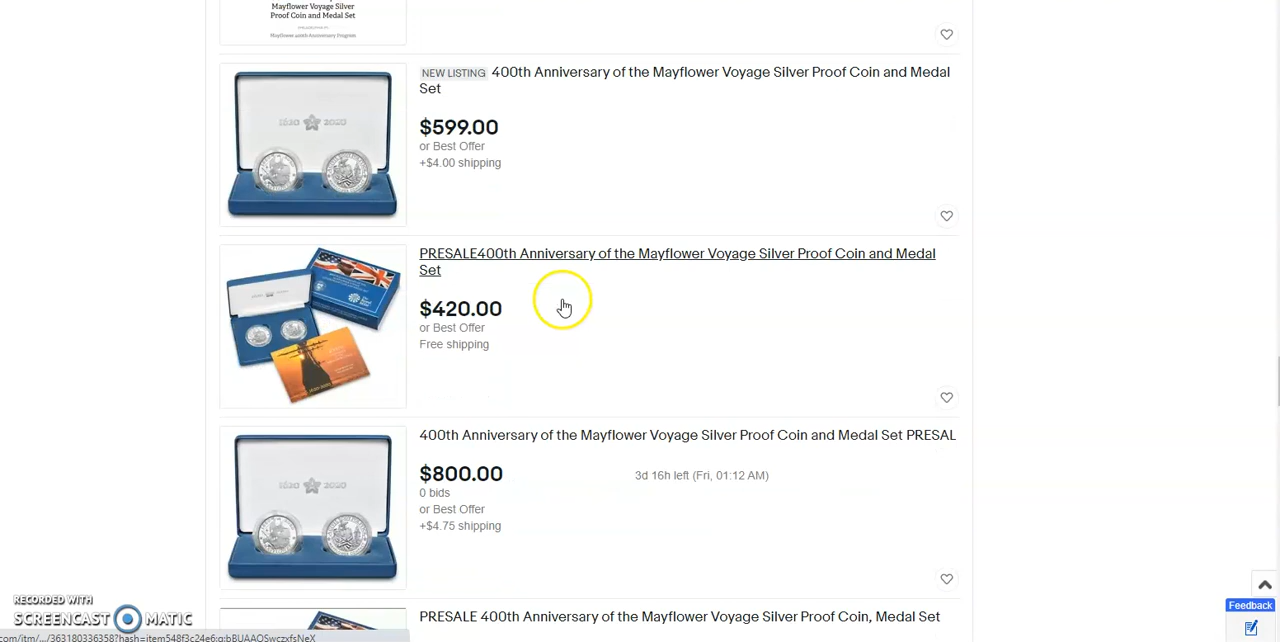 Mayflower Voyage Silver
Proof Coin and Medal Set
Mayflower 400th Anniversary Program
NEW LISTING 400th Anniversary of the Mayflower Voyage Silver Proof Coin and Medal
Set
$599.00
or Best Offer
+$4.00 shipping
1620 2020
PRESALE400th Anniversary of the Mayflower Voyage Silver Proof Coin and Medal
Set
$420.00
or Best Offer
Free shipping
400th Anniversary of the Mayflower Voyage Silver Proof Coin and Medal Set PRESAL
$800.00
3d 16h left (Fri, 01:12 AM)
0 bids
or Best Offer
+$4.75 shipping
1620 2020
PRESALE 400th Anniversary of the Mayflower Voyage Silver Proof Coin, Medal Set
RECORDED WITH
SCREENCAST MATIC
Feedback